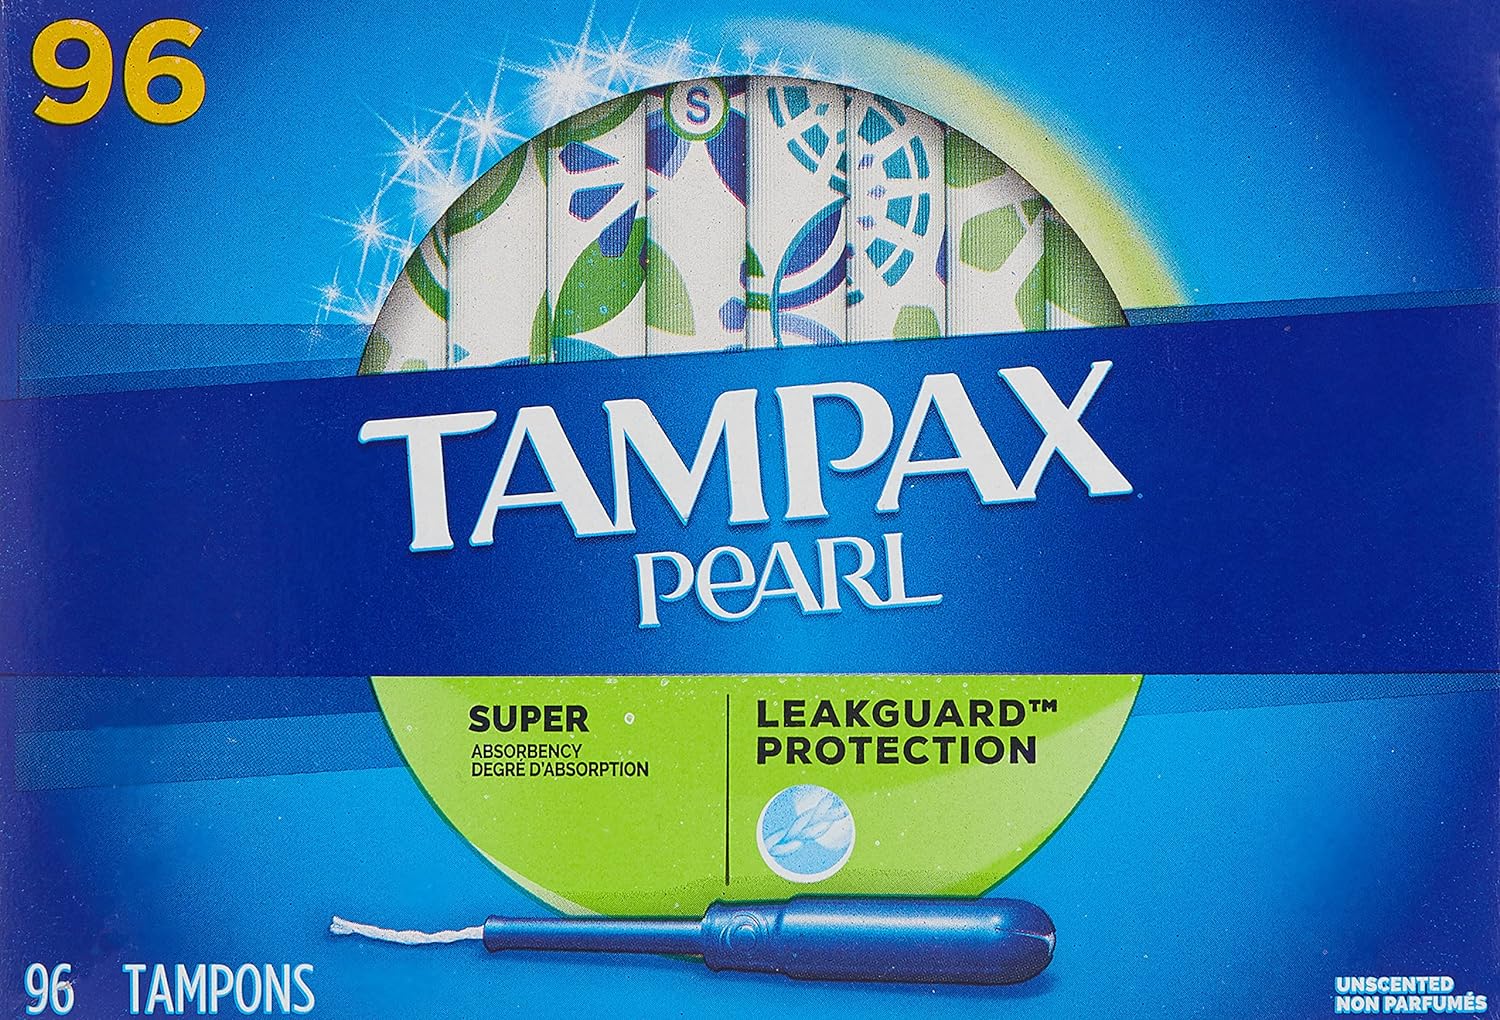 96
S
TAMPAX
PEARL
SUPER
ABSORBENCY
DEGRÉ D'ABSORPTION
LEAKGUARD™
PROTECTION
96 TAMPONS
UNSCENTED
NON PARFUMÉS